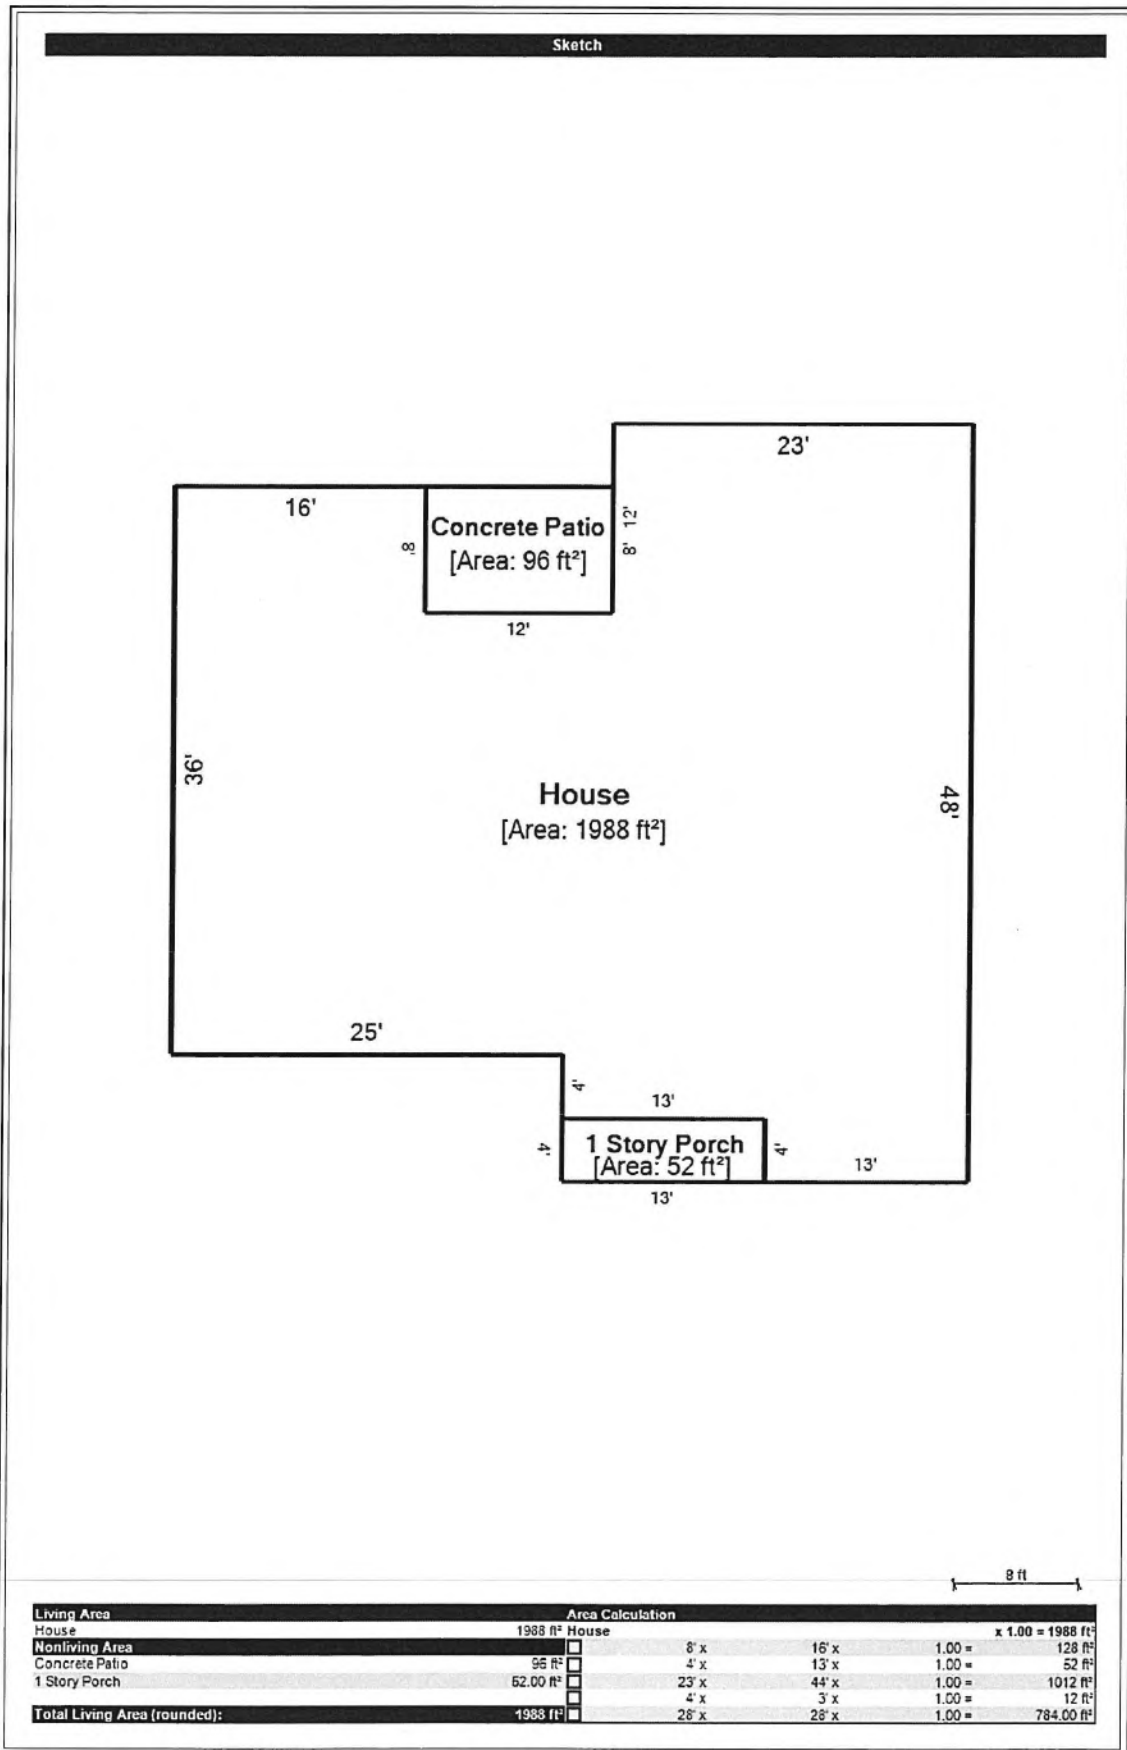 Sketch
23'
16'
Concrete Patio
[Area: 96 ft²]
8'
8' 12'
12'
36'
House
[Area: 1988 ft²]
48'
25'
4'
13'
4'
1 Story Porch
[Area: 52 ft²]
4'
13'
13'
8 ft
Living Area Area Calculation
House 1988 ft² House x 1.00 = 1988 ft²
Nonliving Area 8' x 16' x 1.00 = 128 ft²
Concrete Patio 96 ft² 4' x 13' x 1.00 = 52 ft²
1 Story Porch 52.00 ft² 23' x 44' x 1.00 = 1012 ft²
4' x 3' x 1.00 = 12 ft²
Total Living Area (rounded): 1988 ft² 28' x 28' x 1.00 = 784.00 ft²